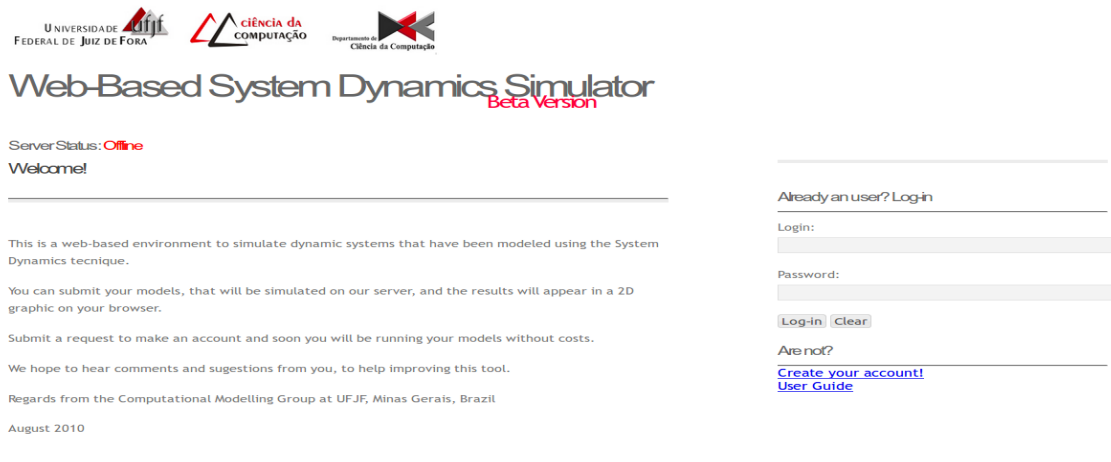 UNIVERSIDADE ufjf
FEDERAL DE JUIZ DE FORA
ciência da
computação
Departamento de
Ciência da Computação
Web-Based System Dynamics Simulator
Beta Version
Server Status: Offline
Welcome!
This is a web-based environment to simulate dynamic systems that have been modeled using the System
Dynamics tecnique.
You can submit your models, that will be simulated on our server, and the results will appear in a 2D
graphic on your browser.
Submit a request to make an account and soon you will be running your models without costs.
We hope to hear comments and sugestions from you, to help improving this tool.
Regards from the Computational Modelling Group at UFJF, Minas Gerais, Brazil
August 2010
Already an user? Log-in
Login:
Password:
Log-in Clear
Are not?
Create your account!
User Guide